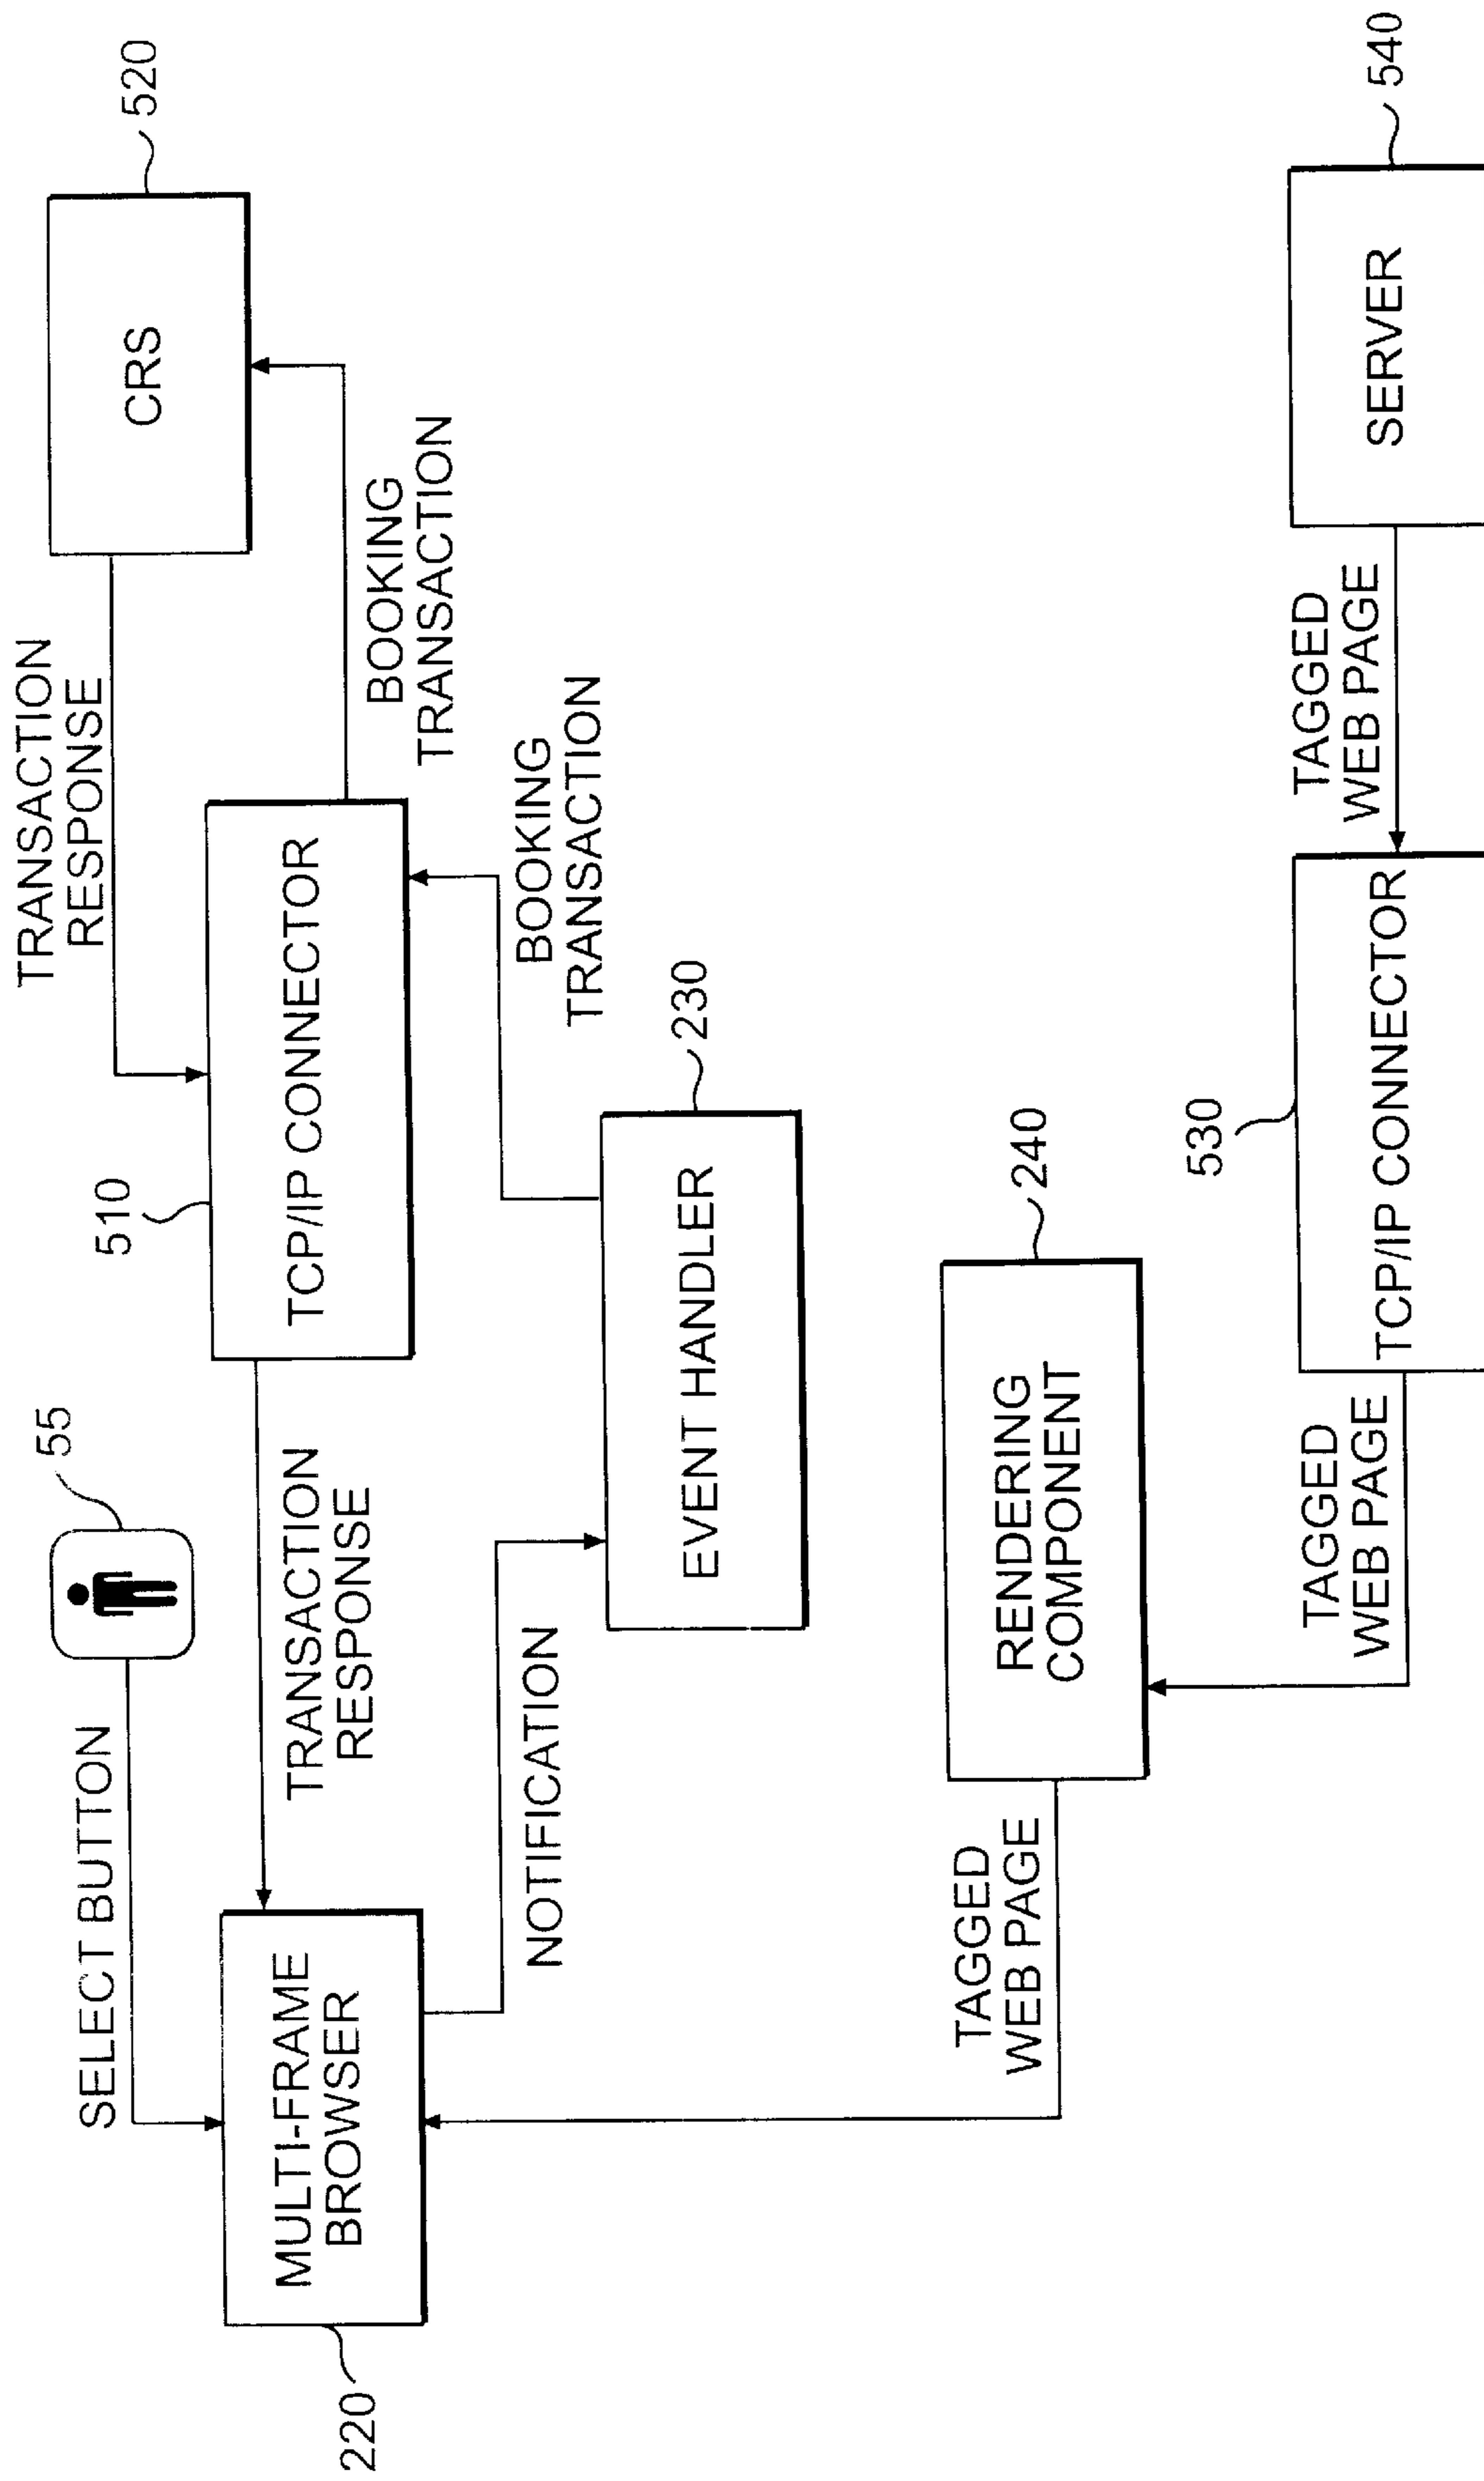 520
CRS
TRANSACTION
RESPONSE
BOOKING
TRANSACTION
510
TCP/IP CONNECTOR
BOOKING
TRANSACTION
55
SELECT BUTTON
TRANSACTION
RESPONSE
230
EVENT HANDLER
NOTIFICATION
MULTI-FRAME
BROWSER
220
240
RENDERING
COMPONENT
TAGGED
WEB PAGE
540
SERVER
TAGGED
WEB PAGE
530
TCP/IP CONNECTOR
TAGGED
WEB PAGE